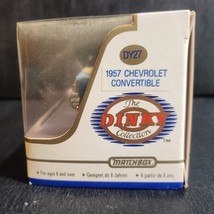 DY27
1957 CHEVROLET
CONVERTIBLE
The
DINKY
Collection
TM
MATCHBOX
• For ages 8 and over • Geeignet ab 8 Jahren • A partir de 8 ans.